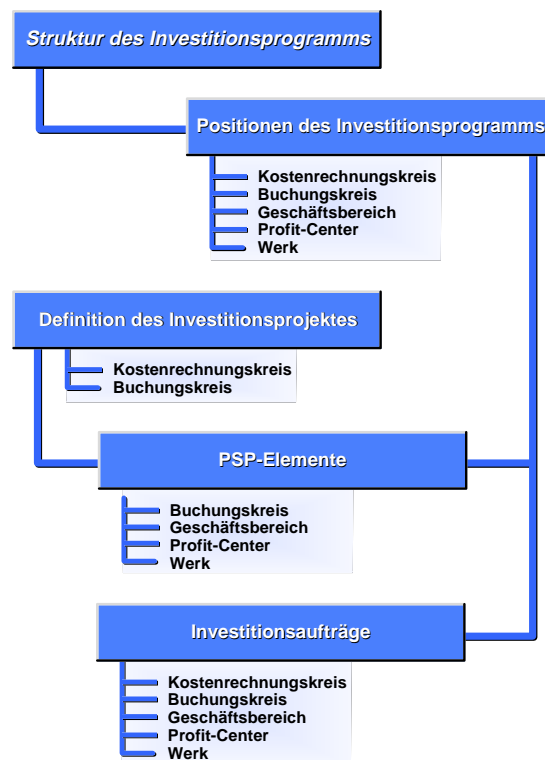 Struktur des Investitionsprogramms
Positionen des Investitionsprogramms
Kostenrechnungskreis
Buchungskreis
Geschäftsbereich
Profit-Center
Werk
Definition des Investitionsprojektes
Kostenrechnungskreis
Buchungskreis
PSP-Elemente
Buchungskreis
Geschäftsbereich
Profit-Center
Werk
Investitionsaufträge
Kostenrechnungskreis
Buchungskreis
Geschäftsbereich
Profit-Center
Werk